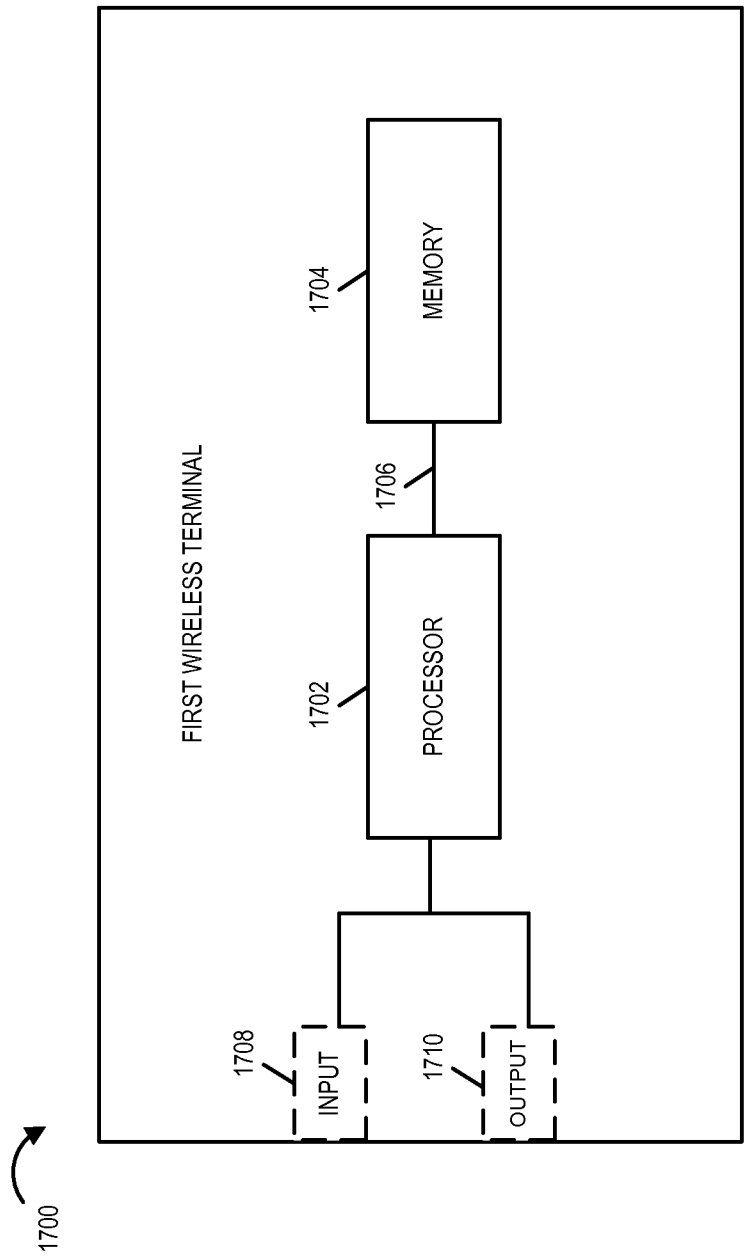 1700
FIRST WIRELESS TERMINAL
1708
INPUT
1710
OUTPUT
1702
PROCESSOR
1706
1704
MEMORY